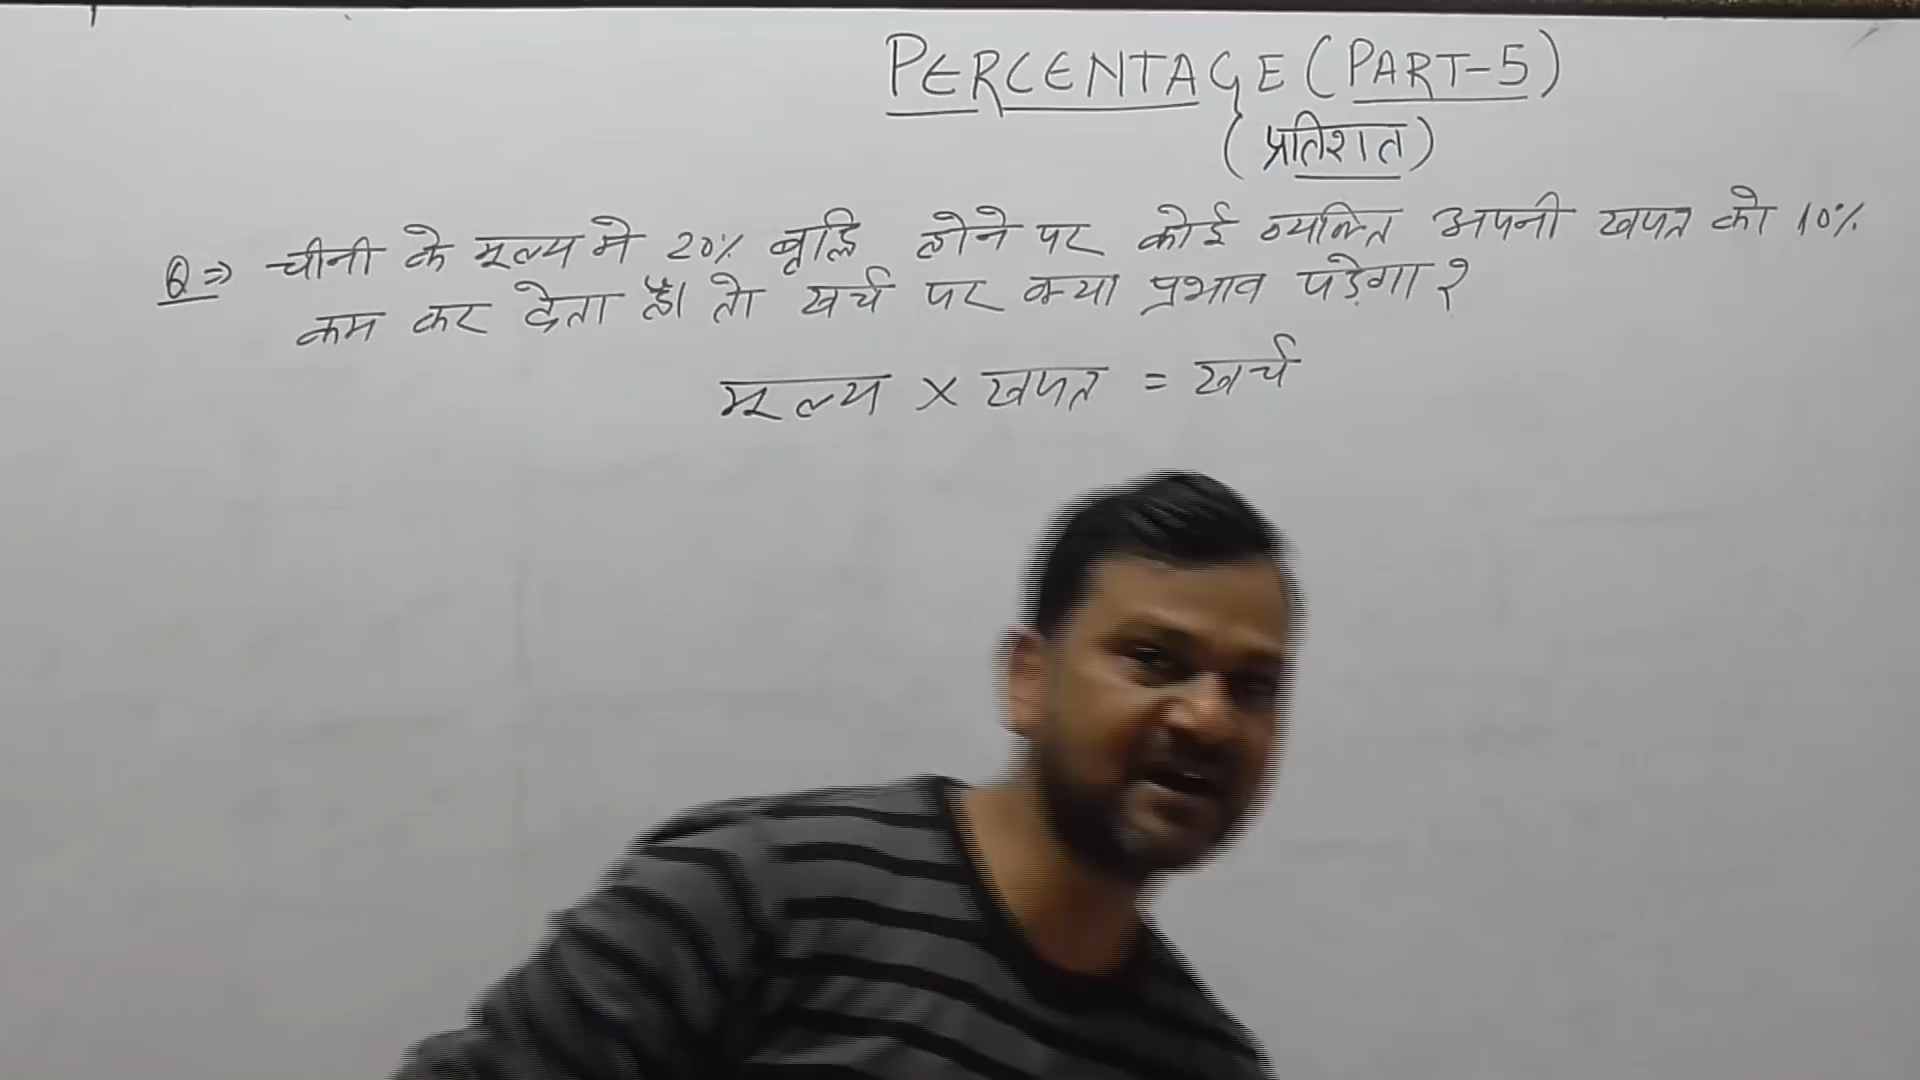 PERCENTAGE (PART-5)
(प्रतिशत)
Q⇒ चीनी के मूल्य मे 20% वृद्धि होने पर कोई व्यक्ति अपनी खपत को 10%
कम कर देता है। तो खर्च पर क्या प्रभाव पड़ेगा?
मूल्य × खपत = खर्च